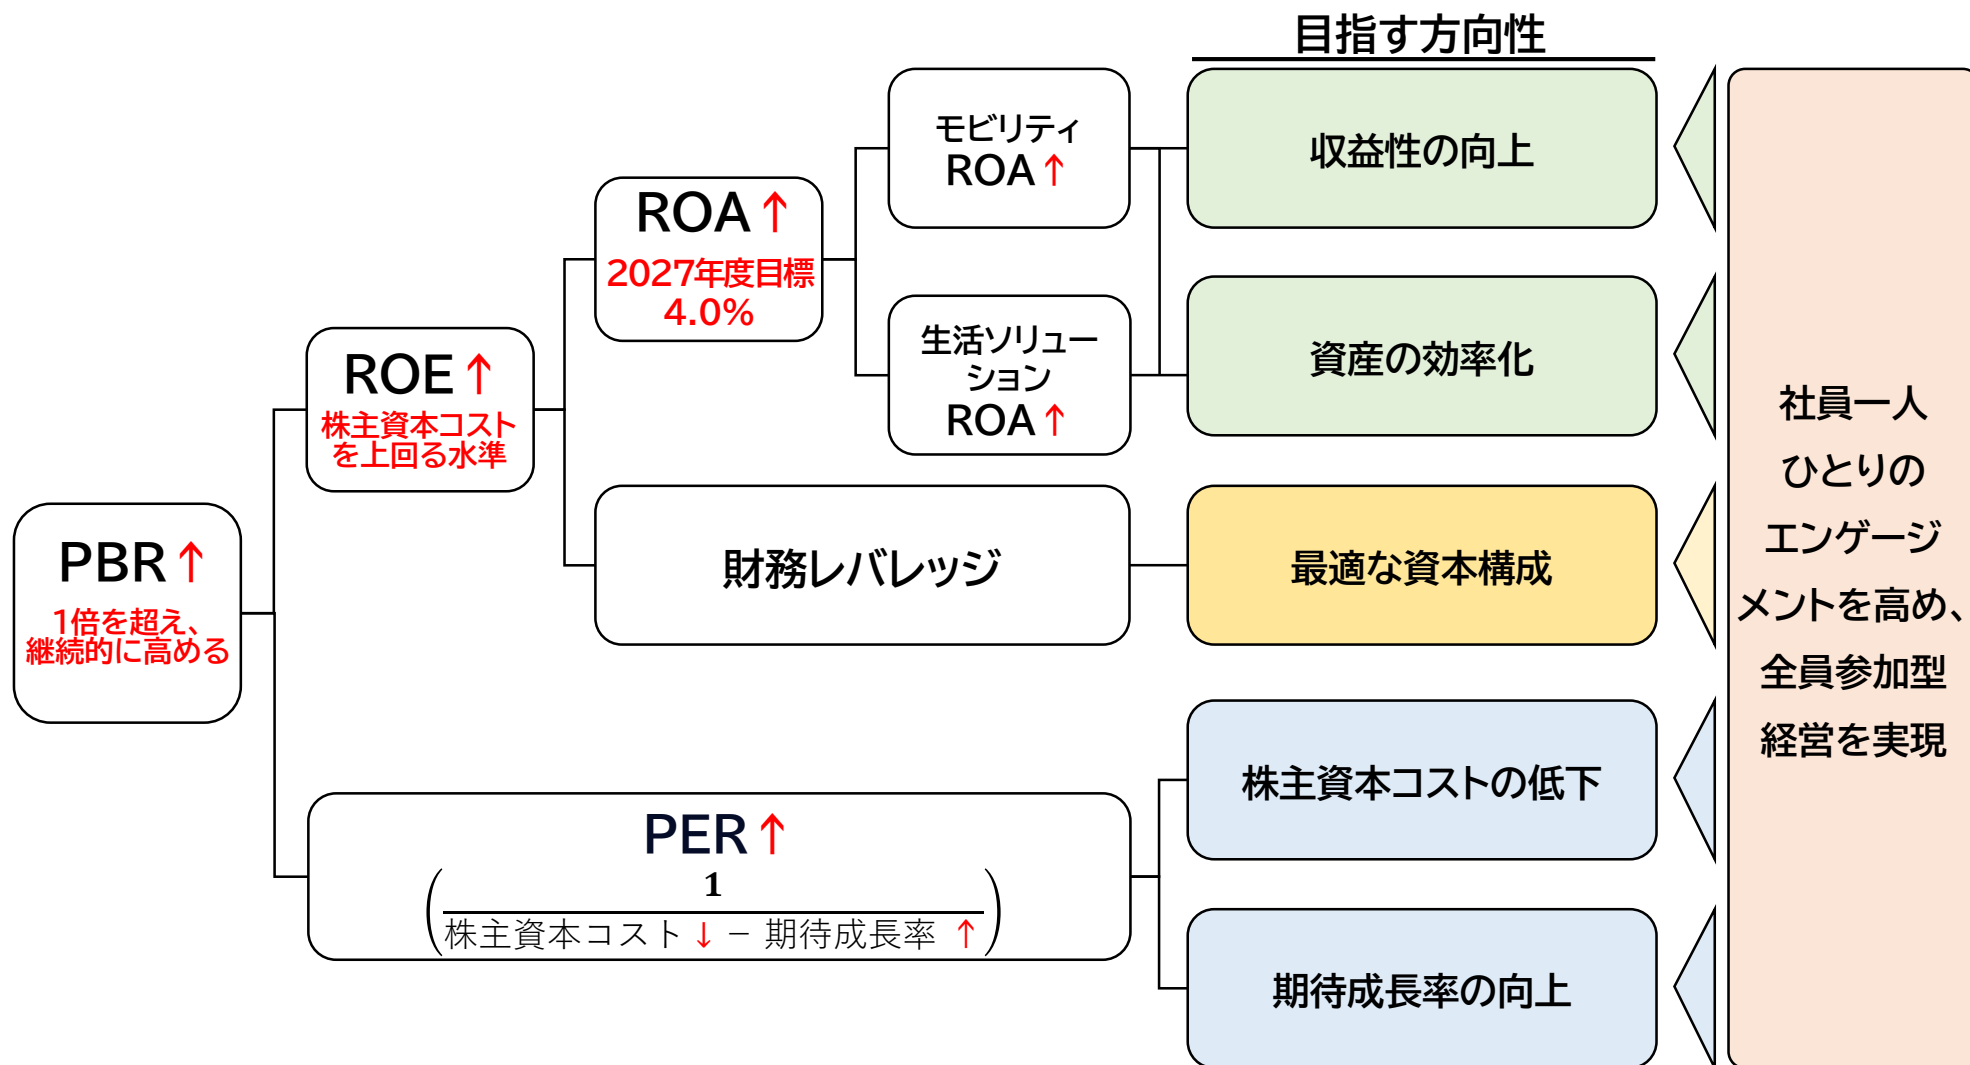 目指す方向性
PBR↑
1倍を超え、
継続的に高める
ROE↑
株主資本コスト
を上回る水準
ROA↑
2027年度目標
4.0%
モビリティ
ROA↑
生活ソリュー
ション
ROA↑
財務レバレッジ
PER↑
1
株主資本コスト↓ − 期待成長率 ↑
収益性の向上
資産の効率化
最適な資本構成
株主資本コストの低下
期待成長率の向上
社員一人
ひとりの
エンゲージ
メントを高め、
全員参加型
経営を実現